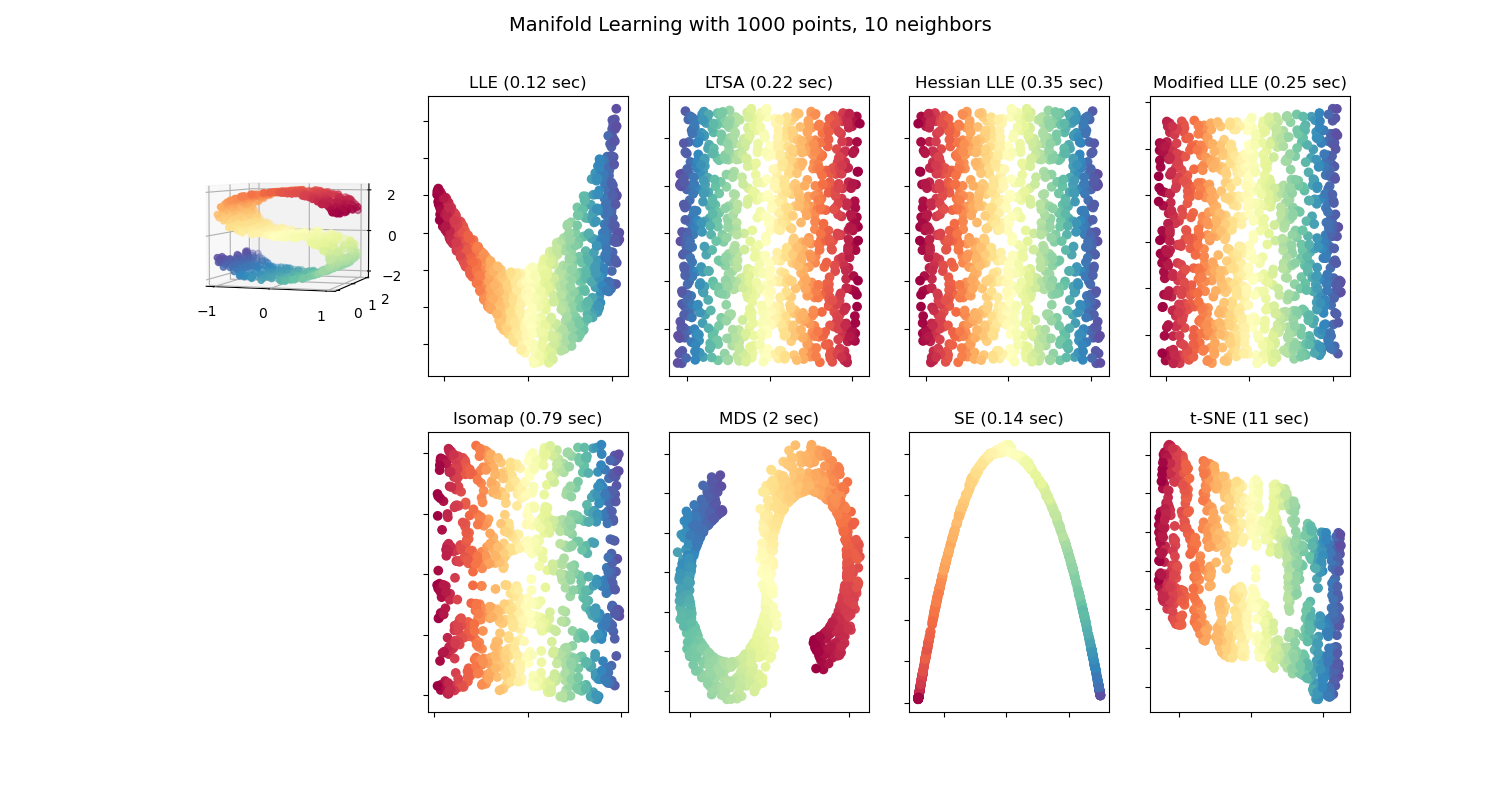 Manifold Learning with 1000 points, 10 neighbors
LLE (0.12 sec)
LTSA (0.22 sec)
Hessian LLE (0.35 sec)
Modified LLE (0.25 sec)
2
0
−2
−1
0
1
0
1
2
Isomap (0.79 sec)
MDS (2 sec)
SE (0.14 sec)
t-SNE (11 sec)